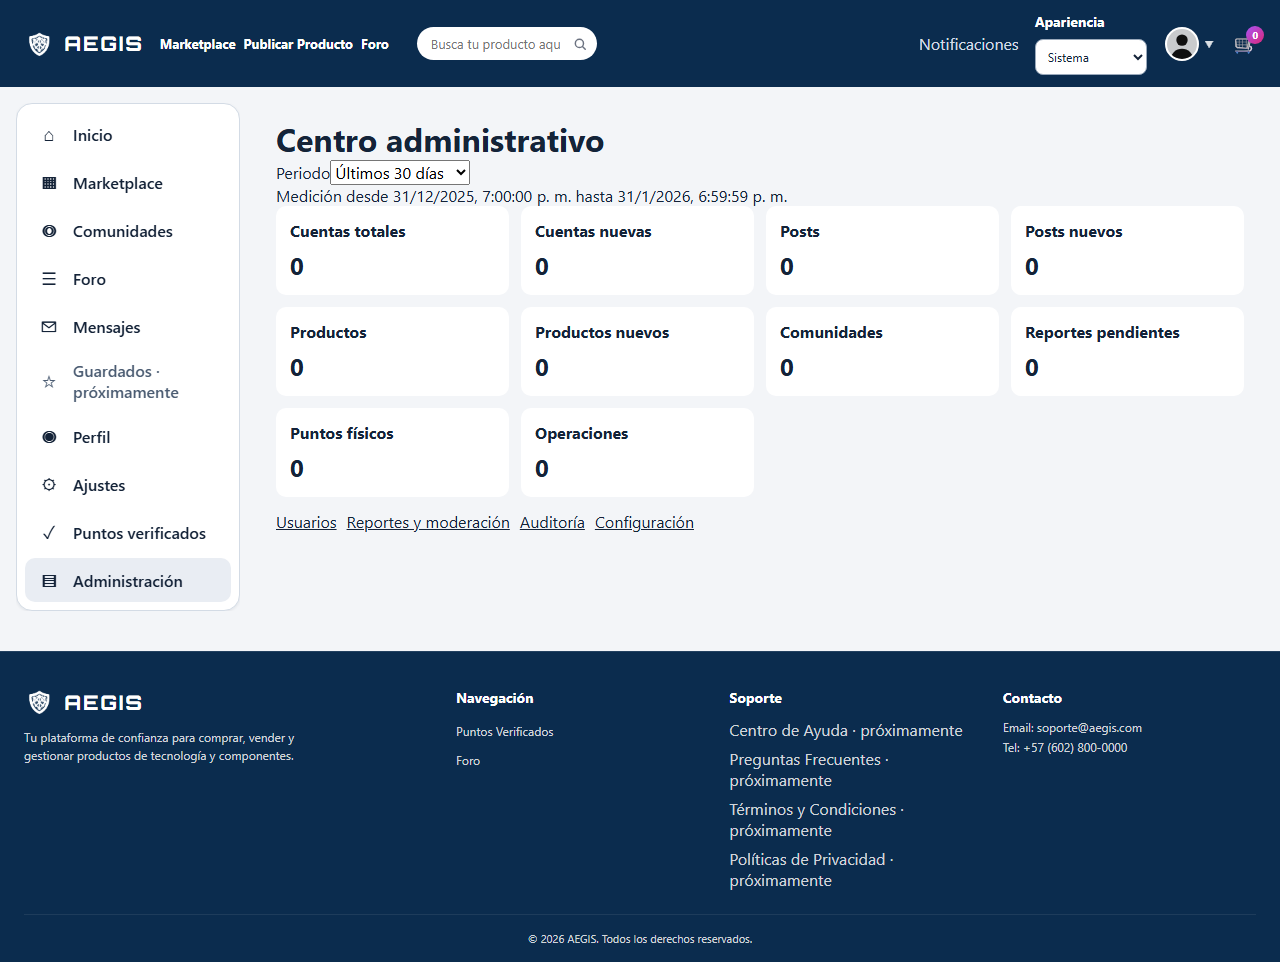 AEGIS
Marketplace Publicar Producto Foro
Busca tu producto aqu
Notificaciones
Apariencia
Sistema
0
Inicio
Marketplace
Comunidades
Foro
Mensajes
Guardados ·
próximamente
Perfil
Ajustes
Puntos verificados
Administración
Centro administrativo
Periodo Últimos 30 días
Medición desde 31/12/2025, 7:00:00 p. m. hasta 31/1/2026, 6:59:59 p. m.
Cuentas totales
0
Cuentas nuevas
0
Posts
0
Posts nuevos
0
Productos
0
Productos nuevos
0
Comunidades
0
Reportes pendientes
0
Puntos físicos
0
Operaciones
0
Usuarios Reportes y moderación Auditoría Configuración
AEGIS
Tu plataforma de confianza para comprar, vender y
gestionar productos de tecnología y componentes.
Navegación
Puntos Verificados
Foro
Soporte
Centro de Ayuda · próximamente
Preguntas Frecuentes ·
próximamente
Términos y Condiciones ·
próximamente
Políticas de Privacidad ·
próximamente
Contacto
Email: soporte@aegis.com
Tel: +57 (602) 800-0000
© 2026 AEGIS. Todos los derechos reservados.